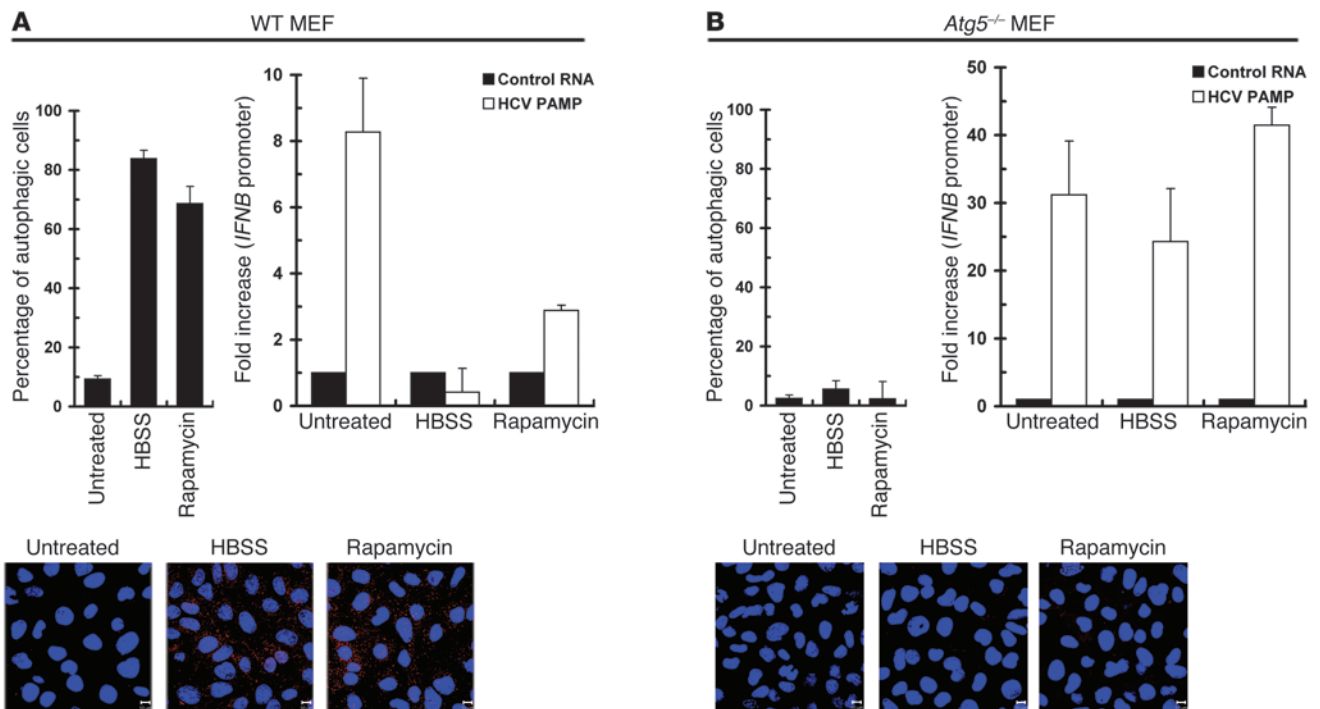 A
WT MEF
Percentage of autophagic cells
100
80
60
40
20
0
Untreated
HBSS
Rapamycin
Fold increase (IFNB promoter)
10
8
6
4
2
0
Control RNA
HCV PAMP
Untreated
HBSS
Rapamycin
Untreated
HBSS
Rapamycin
B
Atg5–/– MEF
Percentage of autophagic cells
100
80
60
40
20
0
Untreated
HBSS
Rapamycin
Fold increase (IFNB promoter)
50
40
30
20
10
0
Control RNA
HCV PAMP
Untreated
HBSS
Rapamycin
Untreated
HBSS
Rapamycin